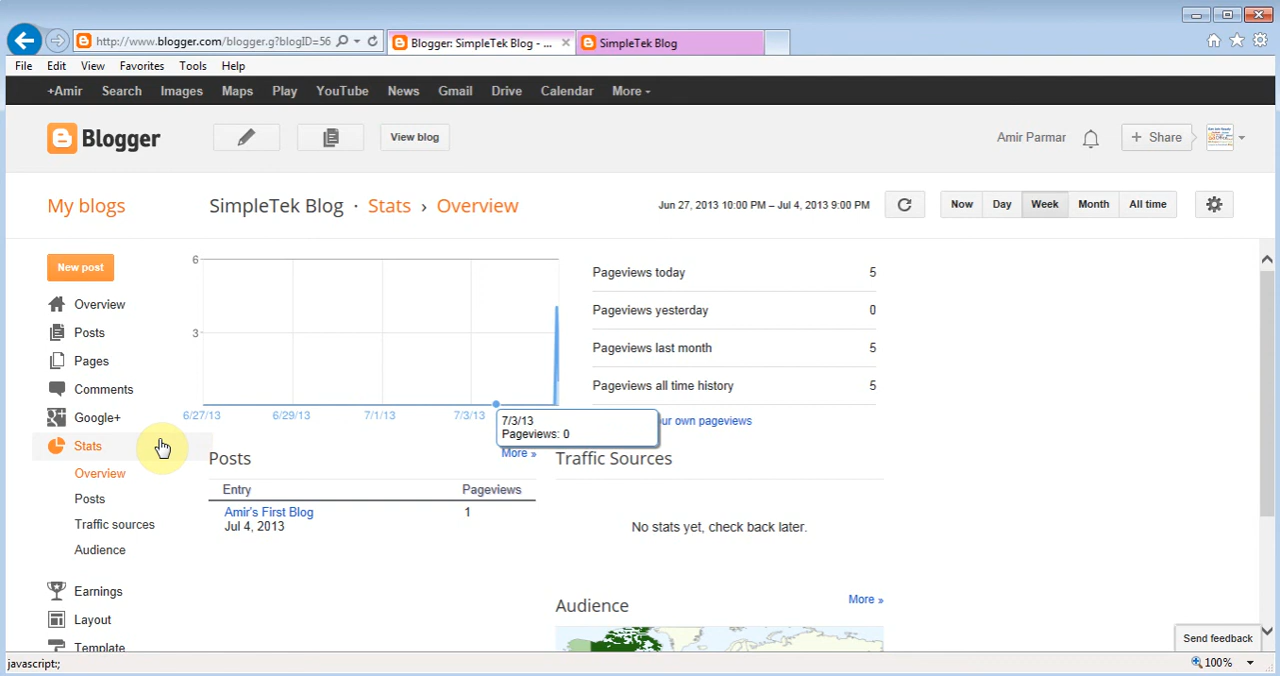 http://www.blogger.com/blogger.g?blogID=56
Blogger: SimpleTek Blog - ...
SimpleTek Blog
File Edit View Favorites Tools Help
+Amir Search Images Maps Play YouTube News Gmail Drive Calendar More
Blogger
View blog
Amir Parmar
+ Share
My blogs
SimpleTek Blog · Stats › Overview
Jun 27, 2013 10:00 PM – Jul 4, 2013 9:00 PM
Now Day Week Month All time
New post
Overview
Posts
Pages
Comments
Google+
Stats
Overview
Posts
Traffic sources
Audience
Earnings
Layout
Template
6
3
6/27/13 6/29/13 7/1/13 7/3/13
7/3/13
Pageviews: 0
Pageviews today 5
Pageviews yesterday 0
Pageviews last month 5
Pageviews all time history 5
our own pageviews
Posts
More »
Entry Pageviews
Amir's First Blog 1
Jul 4, 2013
Traffic Sources
No stats yet, check back later.
Audience
More »
Send feedback
javascript:;
100%